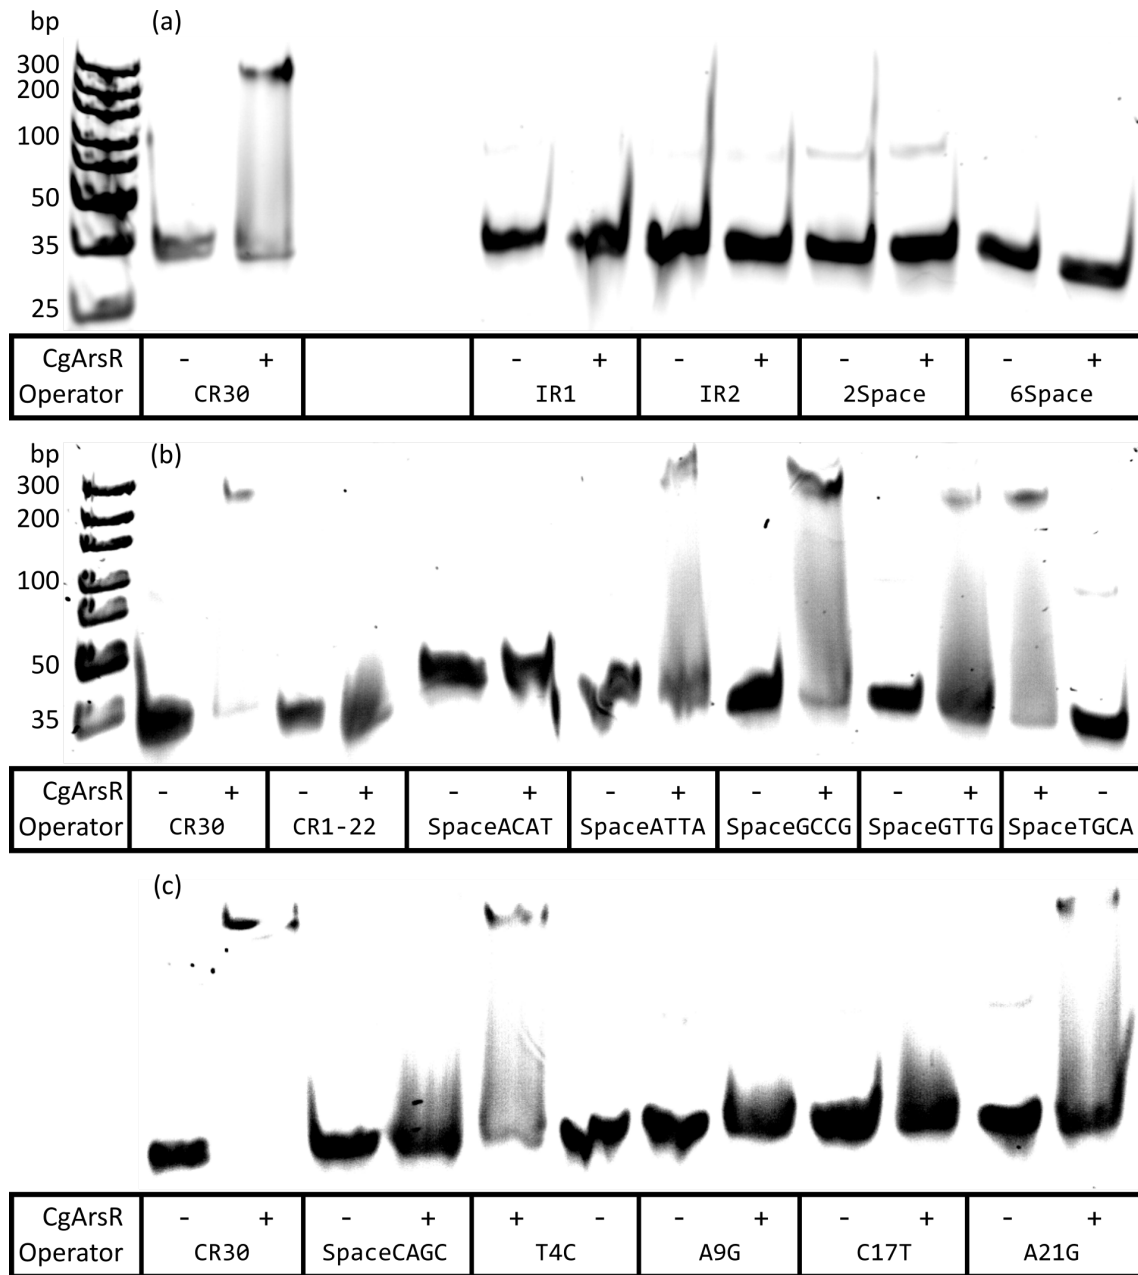 bp (a)
300
200
100
50
35
25
CgArsR - + - + - + - + - +
Operator CR30 IR1 IR2 2Space 6Space
bp (b)
300
200
100
50
35
CgArsR - + - + - + - + - + - + + -
Operator CR30 CR1-22 SpaceACAT SpaceATTA SpaceGCCG SpaceGTTG SpaceTGCA
(c)
CgArsR - + - + + - - + - + - +
Operator CR30 SpaceCAGC T4C A9G C17T A21G